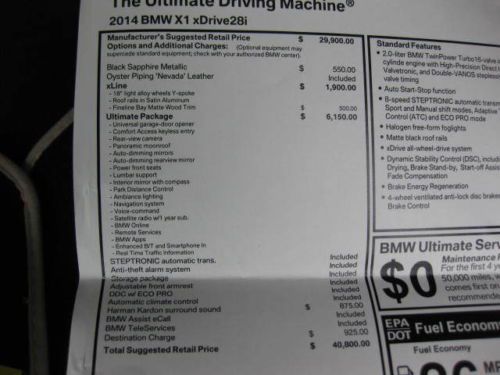 The Ultimate Driving Machine®
2014 BMW X1 xDrive28i
Manufacturer's Suggested Retail Price $ 29,900.00
Options and Additional Charges: (Optional equipment may
supercede standard equipment; check with your authorized BMW center).
Black Sapphire Metallic $ 550.00
Oyster Piping 'Nevada' Leather Included
xLine $ 1,900.00
- 18" light alloy wheels Y-spoke
- Roof rails in Satin Aluminum
- Fineline Bay Matte Wood Trim $ 500.00
Ultimate Package $ 6,150.00
- Universal garage-door opener
- Comfort Access keyless entry
- Rear-view camera
- Panoramic moonroof
- Auto-dimming mirrors
- Auto-dimming rearview mirror
- Power front seats
- Lumbar support
- Interior mirror with compass
- Park Distance Control
- Ambiance lighting
- Navigation system
- Voice-command
- Satellite radio w/1 year sub.
- BMW Online
- Remote Services
- BMW Apps
- Enhanced B/T and Smartphone In
- Real Time Traffic Information
STEPTRONIC automatic trans. Included
Anti-theft alarm system Included
Storage package Included
Adjustable front armrest Included
DDC w/ ECO PRO Included
Automatic climate control Included
Harman Kardon surround sound $ 875.00
BMW Assist eCall Included
BMW TeleServices Included
Destination Charge $ 925.00
Total Suggested Retail Price $ 40,800.00
Standard Features
• 2.0-liter BMW TwinPower Turbo 16-valve
cylinde engine with High-Precision Direct
Valvetronic, and Double-VANOS steplessly
valve timing
• Auto Start-Stop function
• 8-speed STEPTRONIC automatic trans
Sport and Manual shift modes, Adaptive
Control (ATC) and ECO PRO mode
• Halogen free-form foglights
• Matte black roof rails
• xDrive all-wheel-drive system
• Dynamic Stability Control (DSC), includ
Drying, Brake Stand-by, Start-off Assis
Fade Compensation
• Brake Energy Regeneration
• 4-wheel ventilated anti-lock disc brakes
Brake Control
BMW Ultimate Serv
$0
Maintenance
For the first 4 y
50,000 miles, w
comes first on
recommende
EPA
DOT
Fuel Econom
Fuel Economy
MP